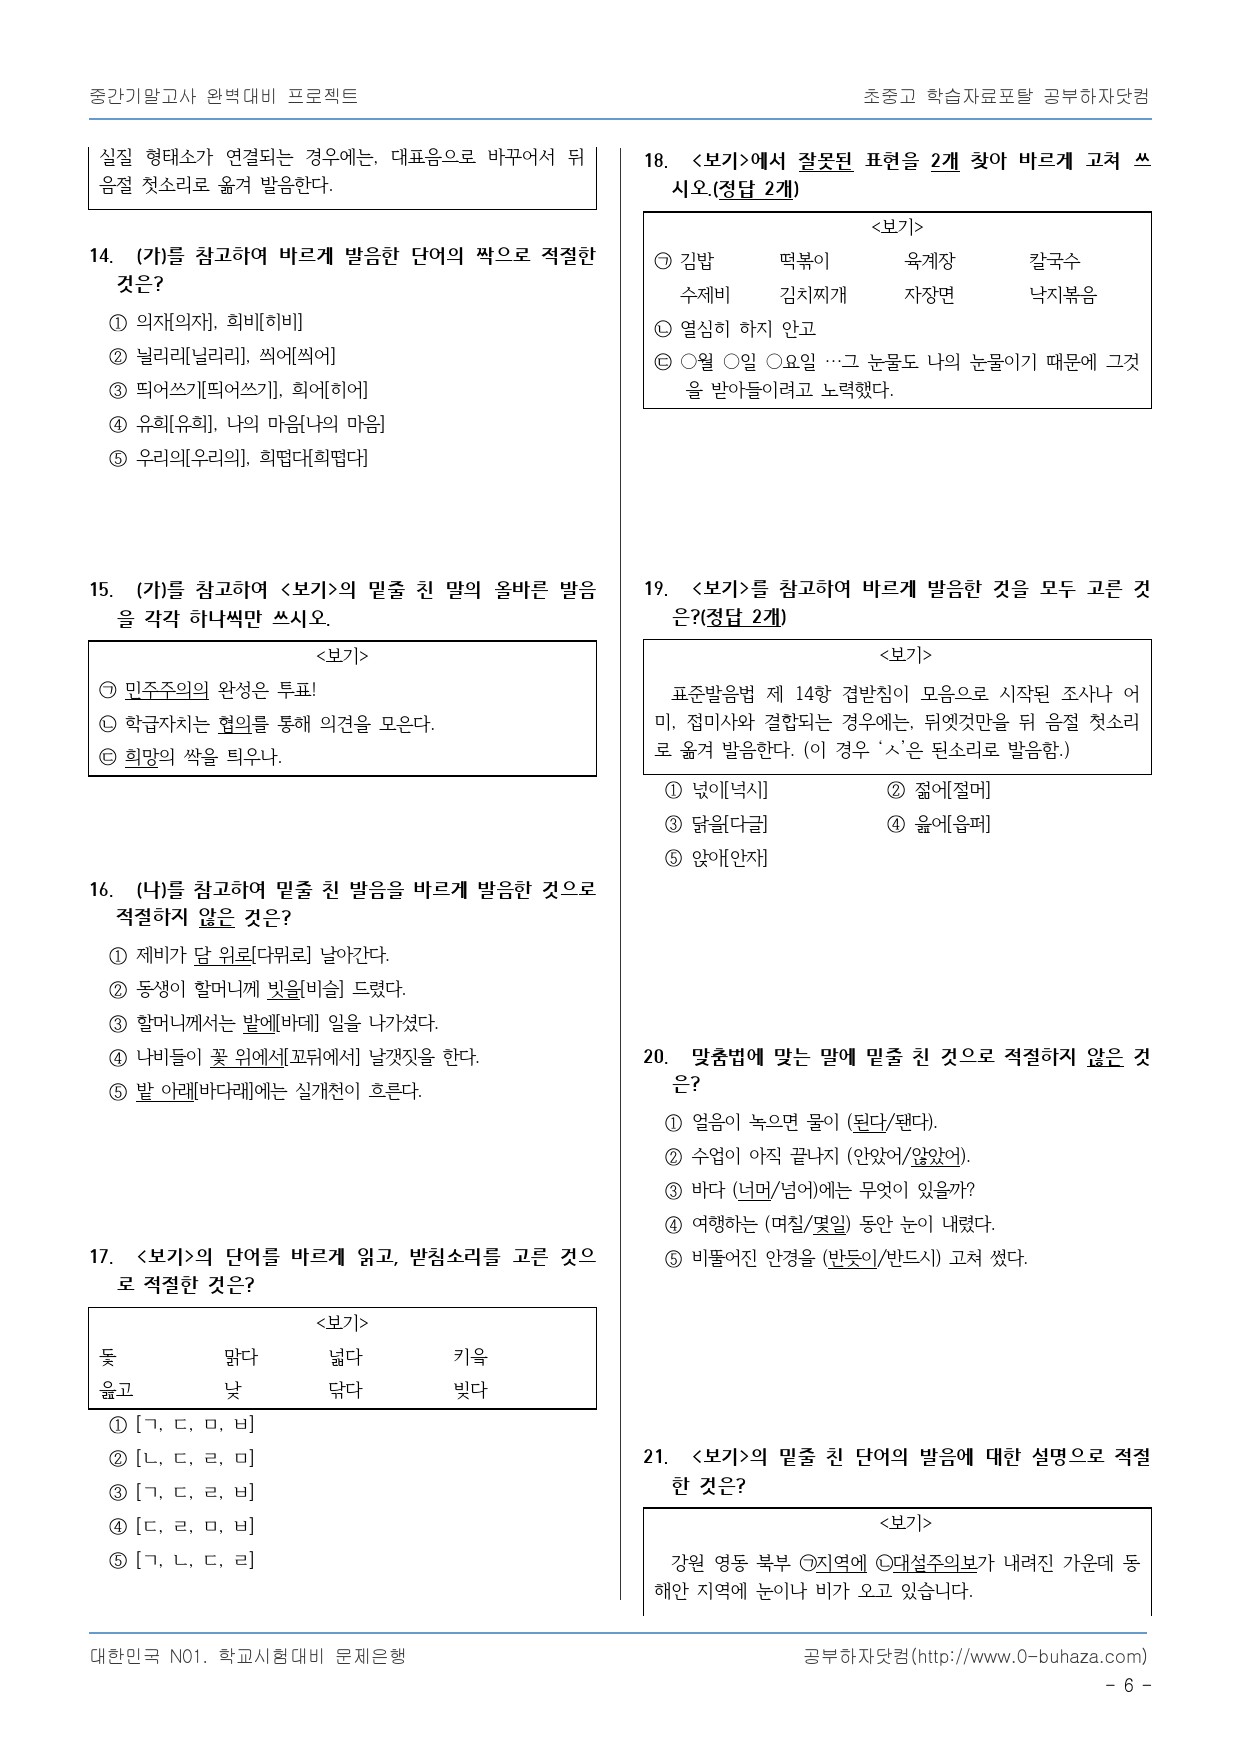 중간기말고사 완벽대비 프로젝트
초중고 학습자료포탈 공부하자닷컴
실질 형태소가 연결되는 경우에는, 대표음으로 바꾸어서 뒤
음절 첫소리로 옮겨 발음한다.
14. (가)를 참고하여 바르게 발음한 단어의 짝으로 적절한
것은?
① 의자[의자], 희비[히비]
② 닐리리[닐리리], 씌어[씌어]
③ 띄어쓰기[띄어쓰기], 희어[히어]
④ 유희[유희], 나의 마음[나의 마음]
⑤ 우리의[우리의], 희떱다[희떱다]
15. (가)를 참고하여 <보기>의 밑줄 친 말의 올바른 발음
을 각각 하나씩만 쓰시오.
<보기>
㉠ 민주주의의 완성은 투표!
㉡ 학급자치는 협의를 통해 의견을 모은다.
㉢ 희망의 싹을 틔우나.
16. (나)를 참고하여 밑줄 친 발음을 바르게 발음한 것으로
적절하지 않은 것은?
① 제비가 담 위로[다뮈로] 날아간다.
② 동생이 할머니께 빗을[비슬] 드렸다.
③ 할머니께서는 밭에[바데] 일을 나가셨다.
④ 나비들이 꽃 위에서[꼬뒤에서] 날갯짓을 한다.
⑤ 밭 아래[바다래]에는 실개천이 흐른다.
17. <보기>의 단어를 바르게 읽고, 받침소리를 고른 것으
로 적절한 것은?
<보기>
돛 맑다 넓다 키윽
읊고 낮 닦다 빚다
① [ㄱ, ㄷ, ㅁ, ㅂ]
② [ㄴ, ㄷ, ㄹ, ㅁ]
③ [ㄱ, ㄷ, ㄹ, ㅂ]
④ [ㄷ, ㄹ, ㅁ, ㅂ]
⑤ [ㄱ, ㄴ, ㄷ, ㄹ]
18. <보기>에서 잘못된 표현을 2개 찾아 바르게 고쳐 쓰
시오.(정답 2개)
<보기>
㉠ 김밥 떡볶이 육계장 칼국수
수제비 김치찌개 자장면 낙지볶음
㉡ 열심히 하지 안고
㉢ ○월 ○일 ○요일 …그 눈물도 나의 눈물이기 때문에 그것
을 받아들이려고 노력했다.
19. <보기>를 참고하여 바르게 발음한 것을 모두 고른 것
은?(정답 2개)
<보기>
표준발음법 제 14항 겹받침이 모음으로 시작된 조사나 어
미, 접미사와 결합되는 경우에는, 뒤엣것만을 뒤 음절 첫소리
로 옮겨 발음한다. (이 경우 ‘ㅅ’은 된소리로 발음함.)
① 넋이[넉시] ② 젊어[절머]
③ 닭을[다글] ④ 읊어[읍퍼]
⑤ 앉아[안자]
20. 맞춤법에 맞는 말에 밑줄 친 것으로 적절하지 않은 것
은?
① 얼음이 녹으면 물이 (된다/됀다).
② 수업이 아직 끝나지 (안았어/않았어).
③ 바다 (너머/넘어)에는 무엇이 있을까?
④ 여행하는 (며칠/몇일) 동안 눈이 내렸다.
⑤ 비뚤어진 안경을 (반듯이/반드시) 고쳐 썼다.
21. <보기>의 밑줄 친 단어의 발음에 대한 설명으로 적절
한 것은?
<보기>
강원 영동 북부 ㉠지역에 ㉡대설주의보가 내려진 가운데 동
해안 지역에 눈이나 비가 오고 있습니다.
대한민국 N01. 학교시험대비 문제은행
공부하자닷컴(http://www.0-buhaza.com)
- 6 -